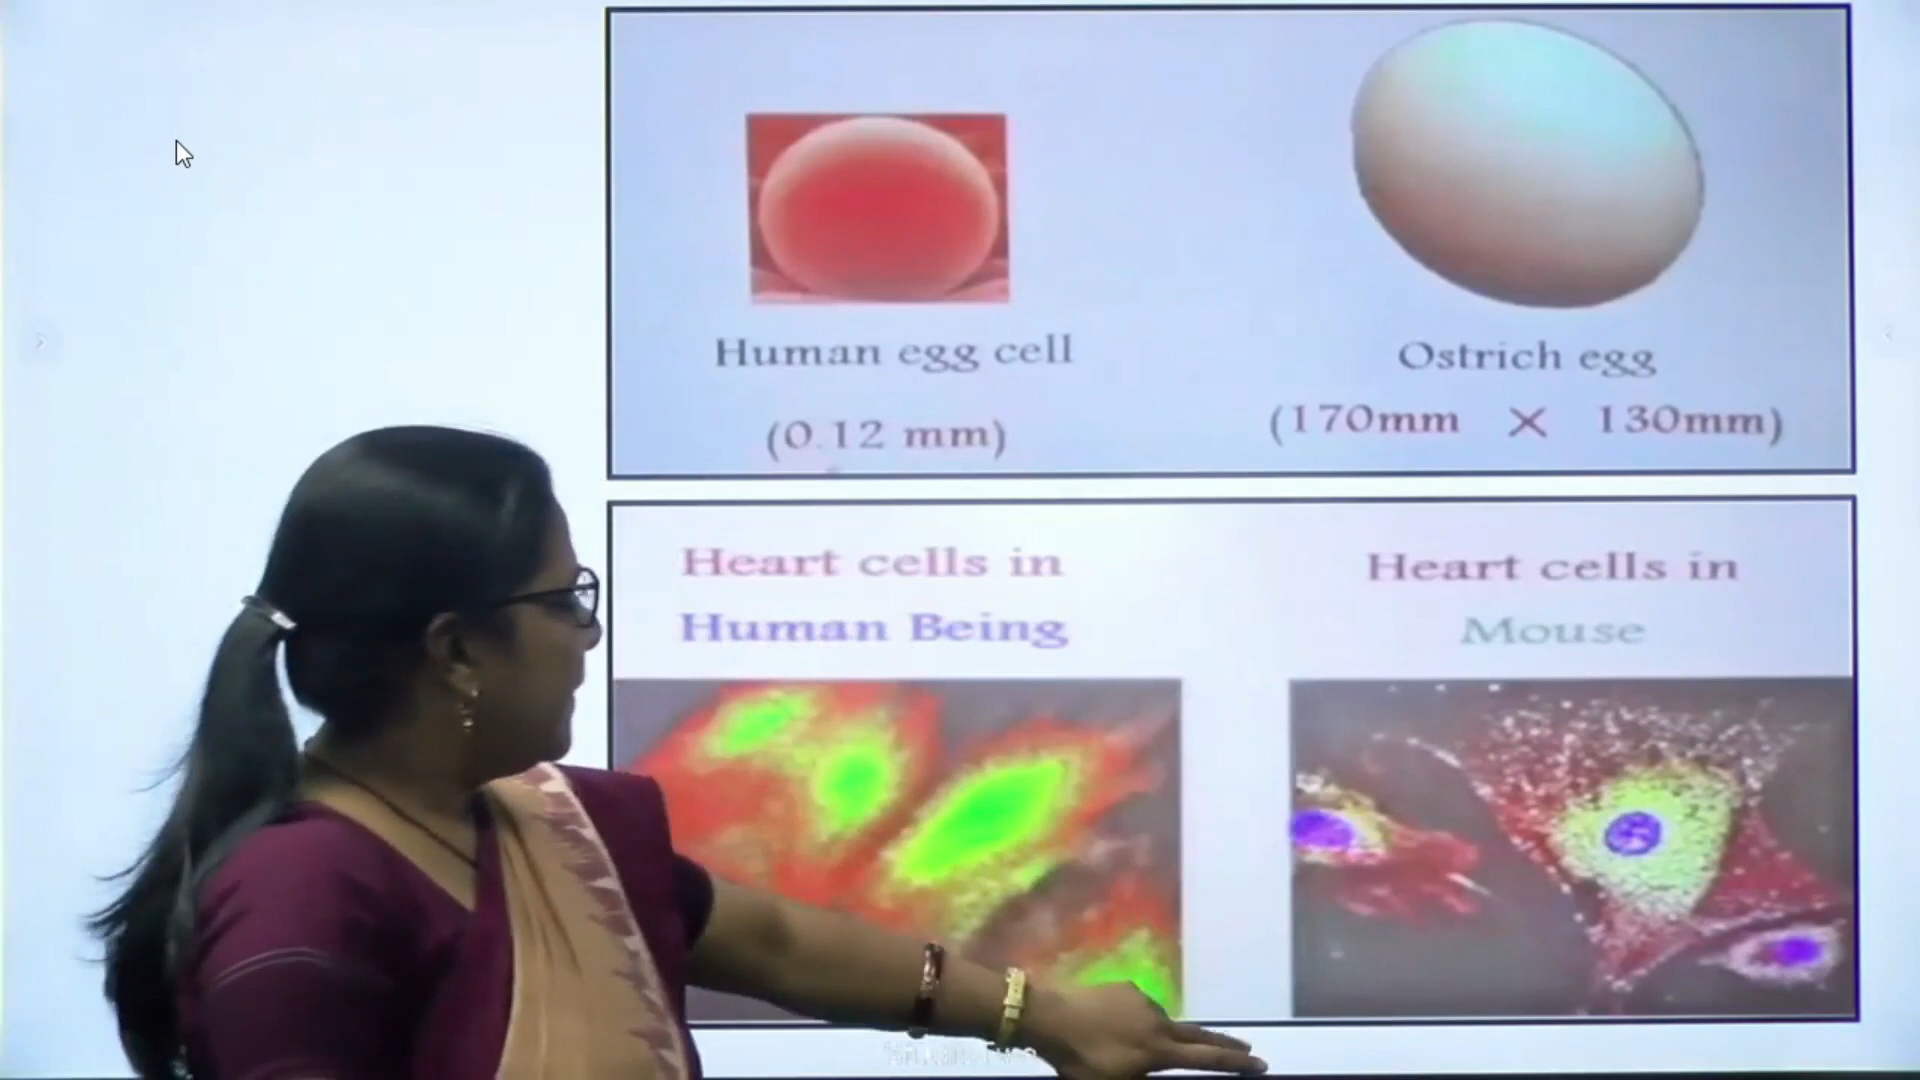 Human egg cell
(0.12 mm)
Ostrich egg
(170mm X 130mm)
Heart cells in
Human Being
Heart cells in
Mouse